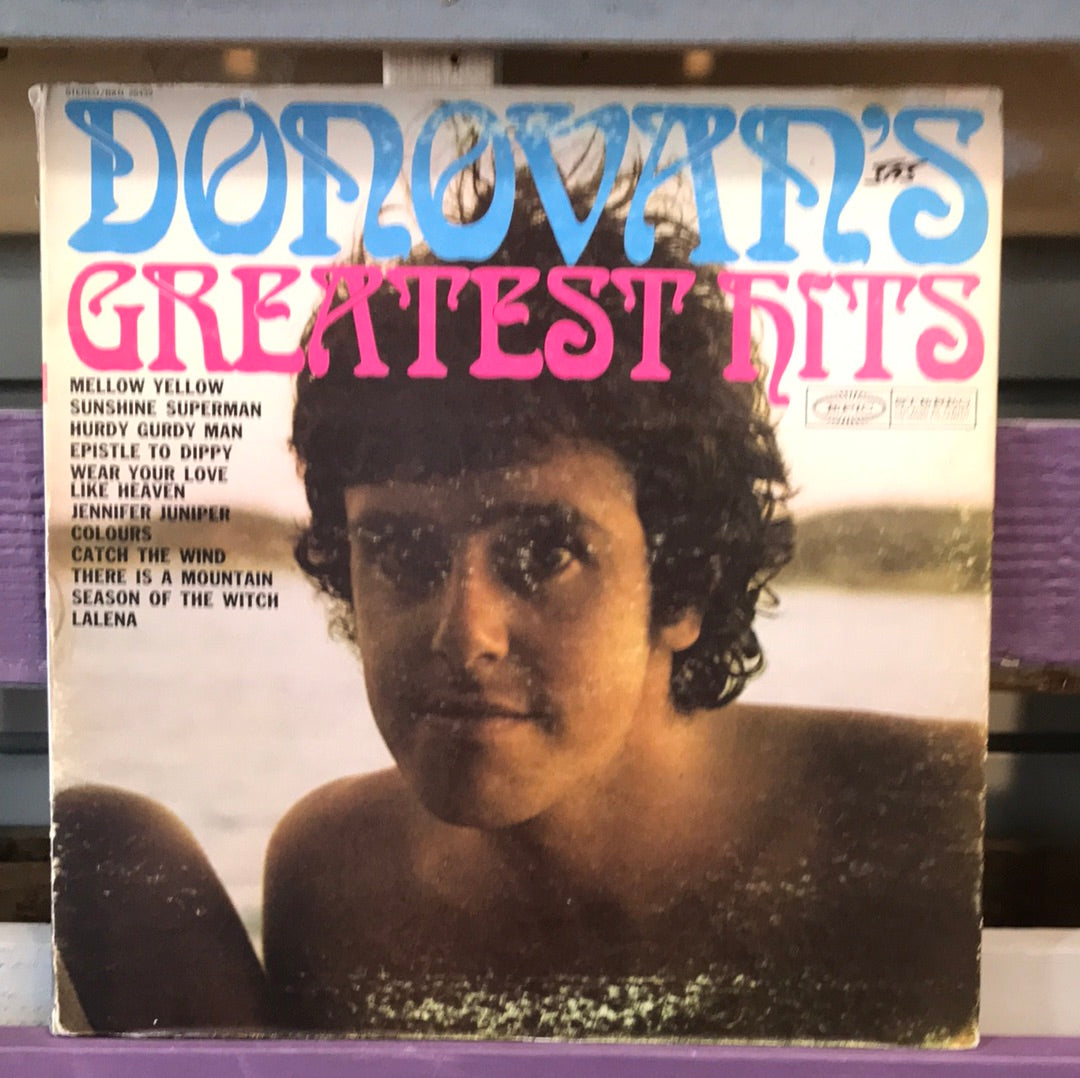 DONOVAN'S
GREATEST HITS
MELLOW YELLOW
SUNSHINE SUPERMAN
HURDY GURDY MAN
EPISTLE TO DIPPY
WEAR YOUR LOVE
LIKE HEAVEN
JENNIFER JUNIPER
COLOURS
CATCH THE WIND
THERE IS A MOUNTAIN
SEASON OF THE WITCH
LALENA
EPIC